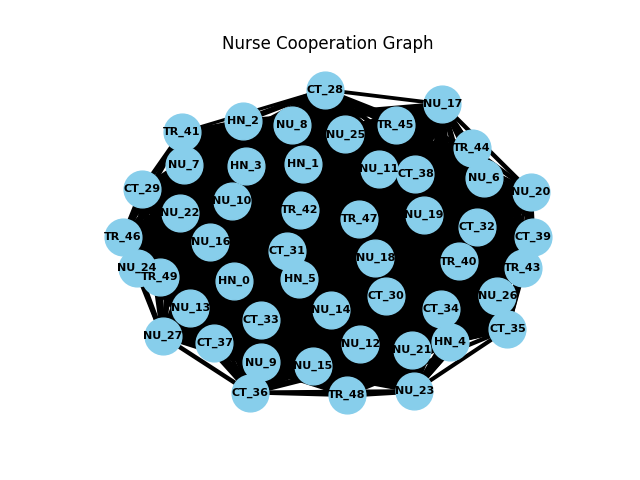 Nurse Cooperation Graph
CT_28
NU_17
HN_2
NU_8
TR_45
TR_41
NU_25
TR_44
NU_7
HN_3
HN_1
NU_11
CT_38
NU_6
CT_29
NU_20
NU_10
NU_22
TR_42
NU_19
TR_47
CT_32
TR_46
CT_39
NU_16
CT_31
NU_18
TR_40
NU_24
TR_43
TR_49
HN_0
HN_5
CT_30
NU_26
NU_13
NU_14
CT_34
CT_33
CT_35
NU_27
CT_37
NU_12
HN_4
NU_21
NU_9
NU_15
CT_36
TR_48
NU_23